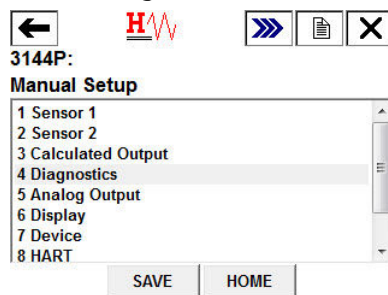 H
3144P:
Manual Setup
1 Sensor 1
2 Sensor 2
3 Calculated Output
4 Diagnostics
5 Analog Output
6 Display
7 Device
8 HART
SAVE HOME